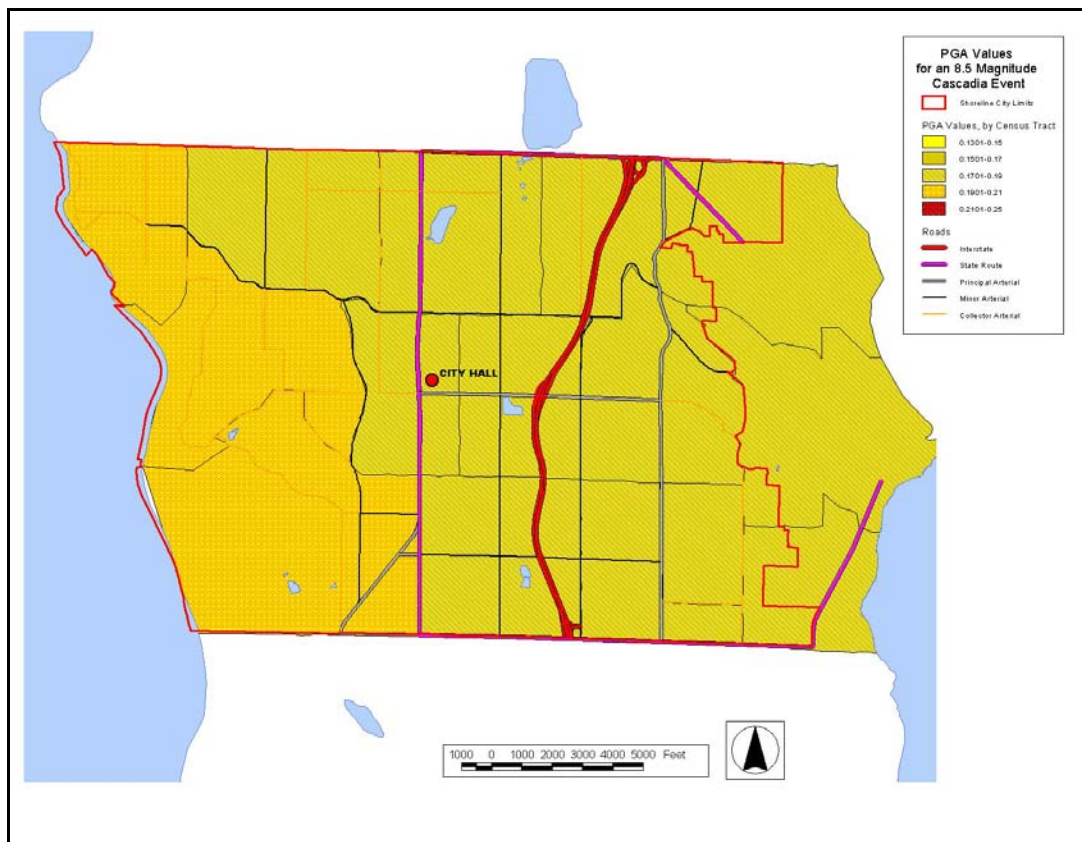 PGA Values
for an 8.5 Magnitude
Cascadia Event
Shoreline City Limits
PGA Values, by Census Tract
0.1301-0.15
0.1501-0.17
0.1701-0.19
0.1901-0.21
0.2101-0.25
Roads
Interstate
State Route
Principal Arterial
Minor Arterial
Collector Arterial
CITY HALL
1000 0 1000 2000 3000 4000 5000 Feet